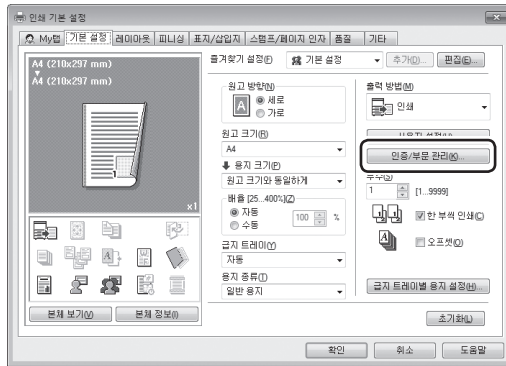 인쇄 기본 설정
My탭 기본 설정 레이아웃 피니싱 표지/삽입지 스탬프/페이지 인자 품질 기타
A4 (210x297 mm)
A4 (210x297 mm)
1
x1
본체 보기(V) 본체 정보(I)
즐겨찾기 설정(F) 기본 설정 추가(D)... 편집(E)...
원고 방향(N)
세로
가로
원고 크기(R)
A4
용지 크기(P)
원고 크기와 동일하게
배율 [25...400%](Z)
자동
수동
100 %
급지 트레이(Y)
자동
용지 종류(T)
일반 용지
출력 방법(M)
인쇄
인증/부문 관리(K)...
1 [1...9999]
한 부씩 인쇄(C)
오프셋(O)
급지 트레이별 용지 설정(H)...
초기화(L)
확인 취소 도움말